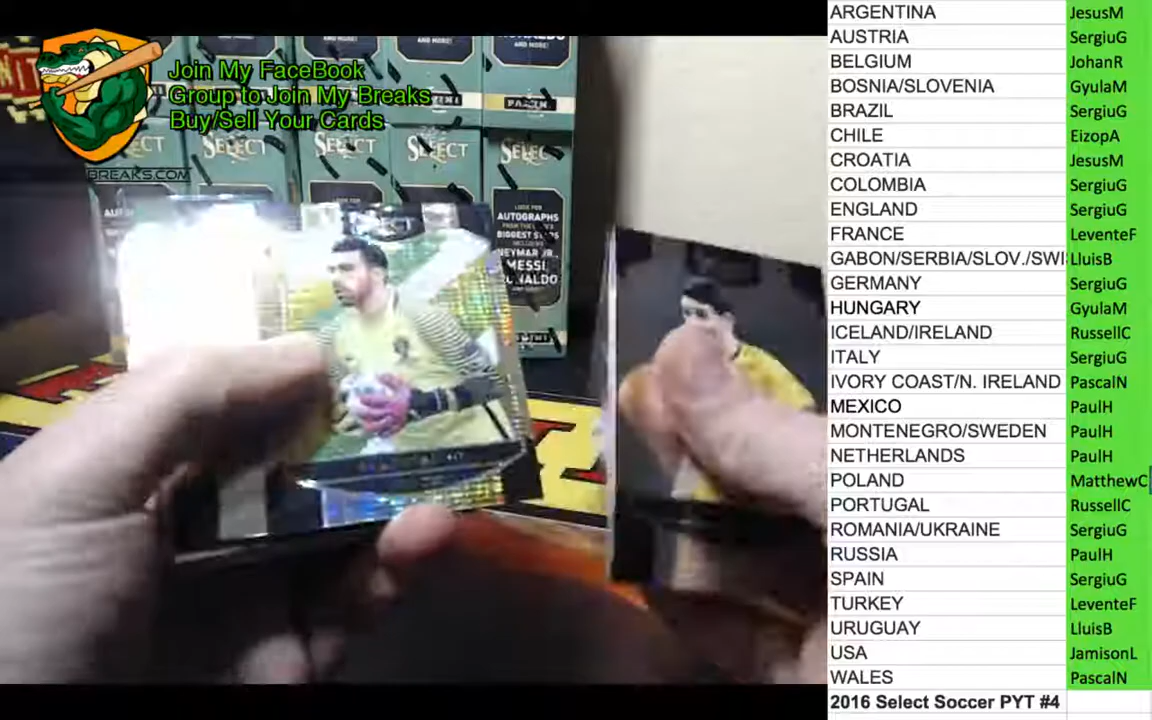 Join My FaceBook
Group to Join My Breaks
Buy/Sell Your Cards
BREAKS.COM
AND MORE!
PANINI
SELECT
SELECT
SELECT
LOOK FOR
AUTOGRAPHS
FROM THE
BIGGEST
INCLUDING
NEYMAR JR.,
MESSI
AND MORE!
ARGENTINA JesusM
AUSTRIA SergiuG
BELGIUM JohanR
BOSNIA/SLOVENIA GyulaM
BRAZIL SergiuG
CHILE EizopA
CROATIA JesusM
COLOMBIA SergiuG
ENGLAND SergiuG
FRANCE LeventeF
GABON/SERBIA/SLOV./SWI LluisB
GERMANY SergiuG
HUNGARY GyulaM
ICELAND/IRELAND RussellC
ITALY SergiuG
IVORY COAST/N. IRELAND PascalN
MEXICO PaulH
MONTENEGRO/SWEDEN PaulH
NETHERLANDS PaulH
POLAND MatthewC
PORTUGAL RussellC
ROMANIA/UKRAINE SergiuG
RUSSIA PaulH
SPAIN SergiuG
TURKEY LeventeF
URUGUAY LluisB
USA JamisonL
WALES PascalN
2016 Select Soccer PYT #4